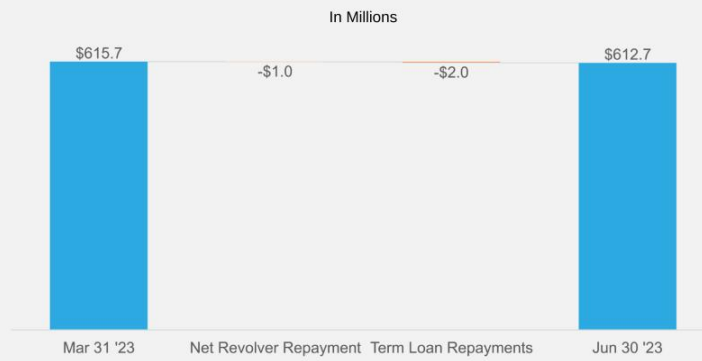 In Millions
$615.7
-$1.0
-$2.0
$612.7
Mar 31 '23
Net Revolver Repayment
Term Loan Repayments
Jun 30 '23